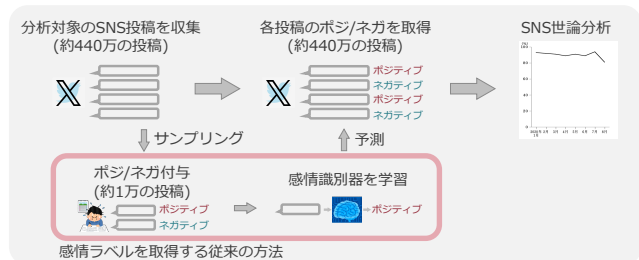 分析対象のSNS投稿を収集
(約440万の投稿)
各投稿のポジ/ネガを取得
(約440万の投稿)
SNS世論分析
ポジティブ
ネガティブ
ポジティブ
ネガティブ
100
80
60
40
20
0
サンプリング
予測
ポジ/ネガ付与
(約1万の投稿)
感情識別器を学習
ポジティブ
ネガティブ
ポジティブ
感情ラベルを取得する従来の方法